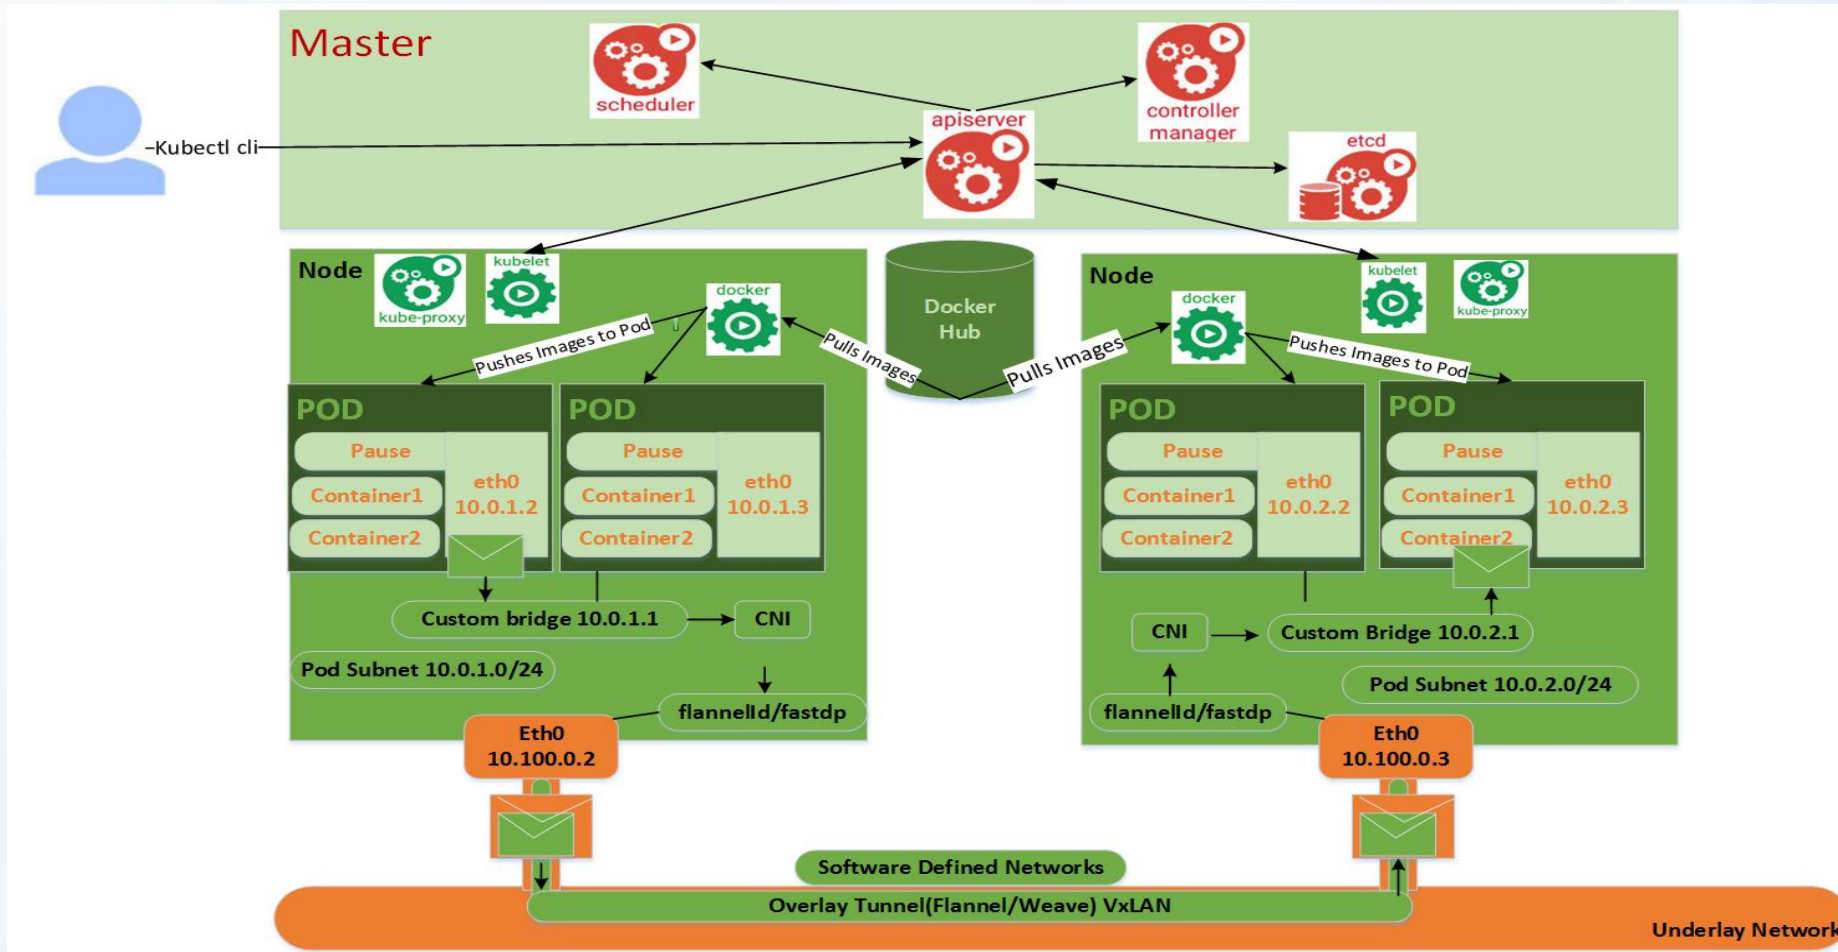 Master
scheduler
apiserver
controller
manager
etcd
Kubectl cli
Node
kube-proxy
kubelet
docker
Pushes Images to Pod
Pulls Images
Docker
Hub
Pulls Images
Node
docker
kubelet
kube-proxy
Pushes Images to Pod
POD
Pause
Container1
Container2
eth0
10.0.1.2
POD
Pause
Container1
Container2
eth0
10.0.1.3
POD
Pause
Container1
Container2
eth0
10.0.2.2
POD
Pause
Container1
Container2
eth0
10.0.2.3
Custom bridge 10.0.1.1
CNI
Pod Subnet 10.0.1.0/24
flannelId/fastdp
CNI
Custom Bridge 10.0.2.1
Pod Subnet 10.0.2.0/24
flannelId/fastdp
Eth0
10.100.0.2
Eth0
10.100.0.3
Software Defined Networks
Overlay Tunnel(Flannel/Weave) VxLAN
Underlay Network